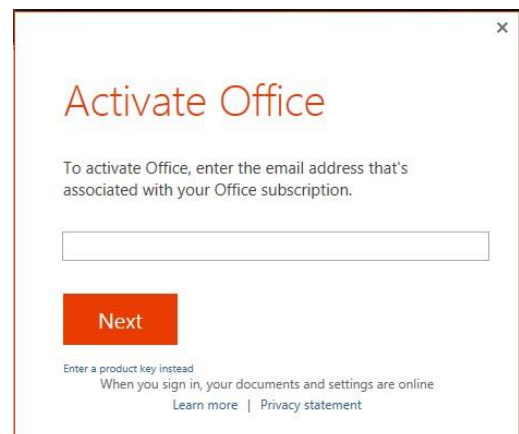 Activate Office
To activate Office, enter the email address that's
associated with your Office subscription.
Next
Enter a product key instead
When you sign in, your documents and settings are online
Learn more | Privacy statement